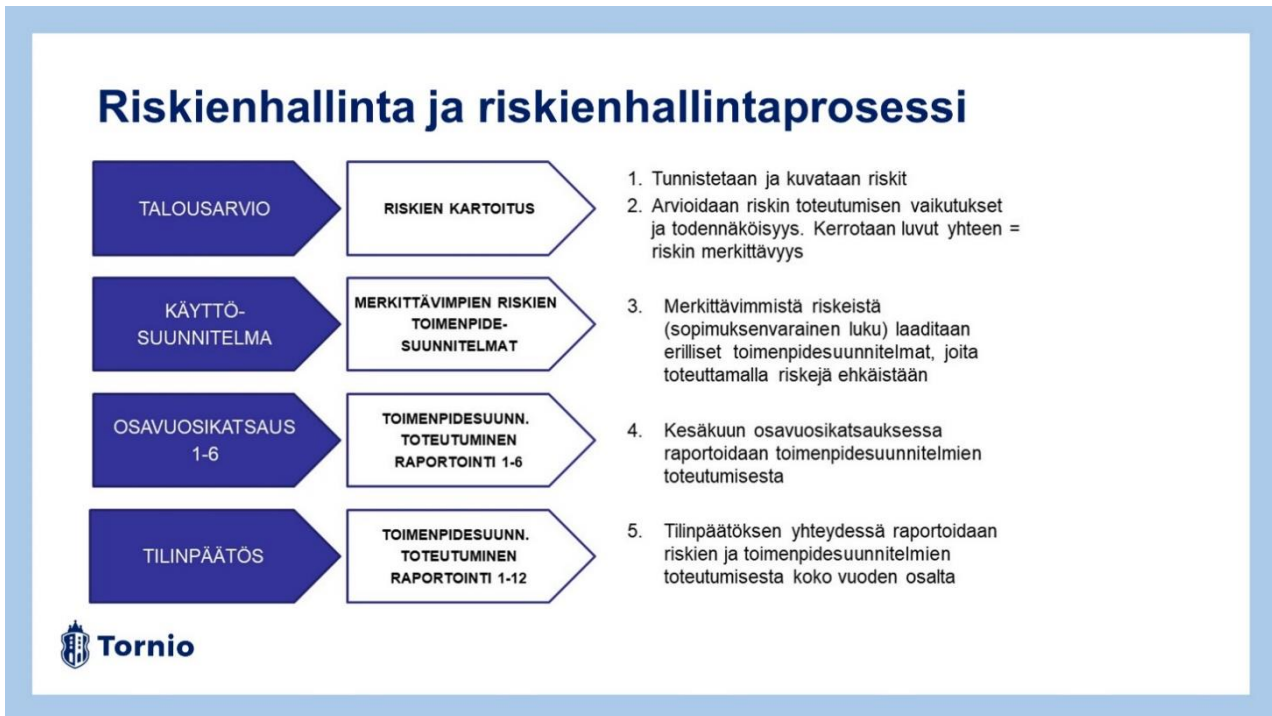 Riskienhallinta ja riskienhallintaprosessi
TALOUSARVIO
RISKIEN KARTOITUS
1. Tunnistetaan ja kuvataan riskit
2. Arvioidaan riskin toteutumisen vaikutukset
ja todennäköisyys. Kerrotaan luvut yhteen =
riskin merkittävyys
KÄYTTÖ-
SUUNNITELMA
MERKITTÄVIMPIEN RISKIEN
TOIMENPIDE-
SUUNNITELMAT
3. Merkittävimmistä riskeistä
(sopimuksenvarainen luku) laaditaan
erilliset toimenpidesuunnitelmat, joita
toteuttamalla riskejä ehkäistään
OSAVUOSIKATSAUS
1-6
TOIMENPIDESUUNN.
TOTEUTUMINEN
RAPORTOINTI 1-6
4. Kesäkuun osavuosikatsauksessa
raportoidaan toimenpidesuunnitelmien
toteutumisesta
TILINPÄÄTÖS
TOIMENPIDESUUNN.
TOTEUTUMINEN
RAPORTOINTI 1-12
5. Tilinpäätöksen yhteydessä raportoidaan
riskien ja toimenpidesuunnitelmien
toteutumisesta koko vuoden osalta
Tornio